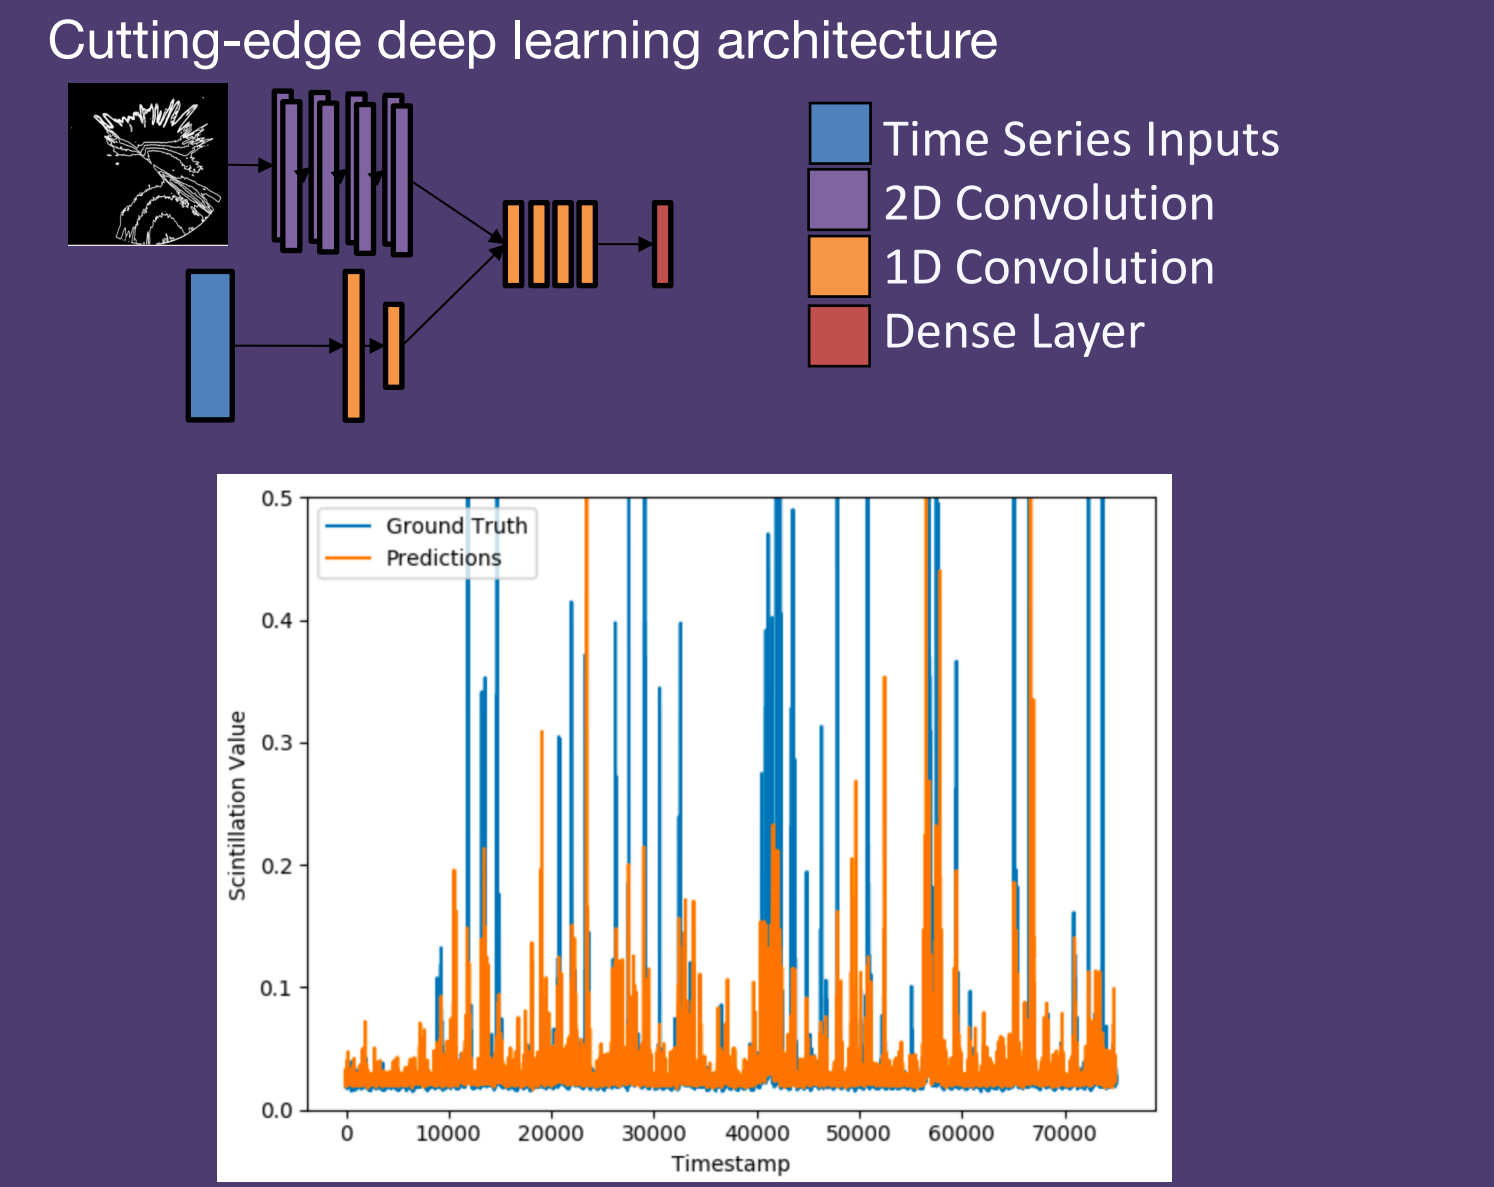 Cutting-edge deep learning architecture
Time Series Inputs
2D Convolution
1D Convolution
Dense Layer
0.5
0.4
0.3
0.2
0.1
0.0
Scintillation Value
Ground Truth
Predictions
0 10000 20000 30000 40000 50000 60000 70000
Timestamp